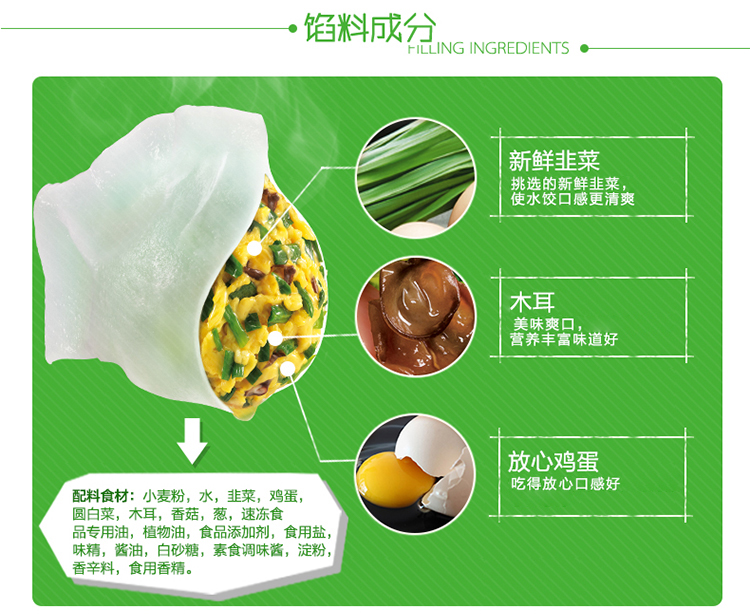 馅料成分
FILLING INGREDIENTS
新鲜韭菜
挑选的新鲜韭菜，
使水饺口感更清爽
木耳
美味爽口，
营养丰富味道好
放心鸡蛋
吃得放心口感好
配料食材：小麦粉，水，韭菜，鸡蛋，
圆白菜，木耳，香菇，葱，速冻食
品专用油，植物油，食品添加剂，食用盐，
味精，酱油，白砂糖，素食调味酱，淀粉，
香辛料，食用香精。